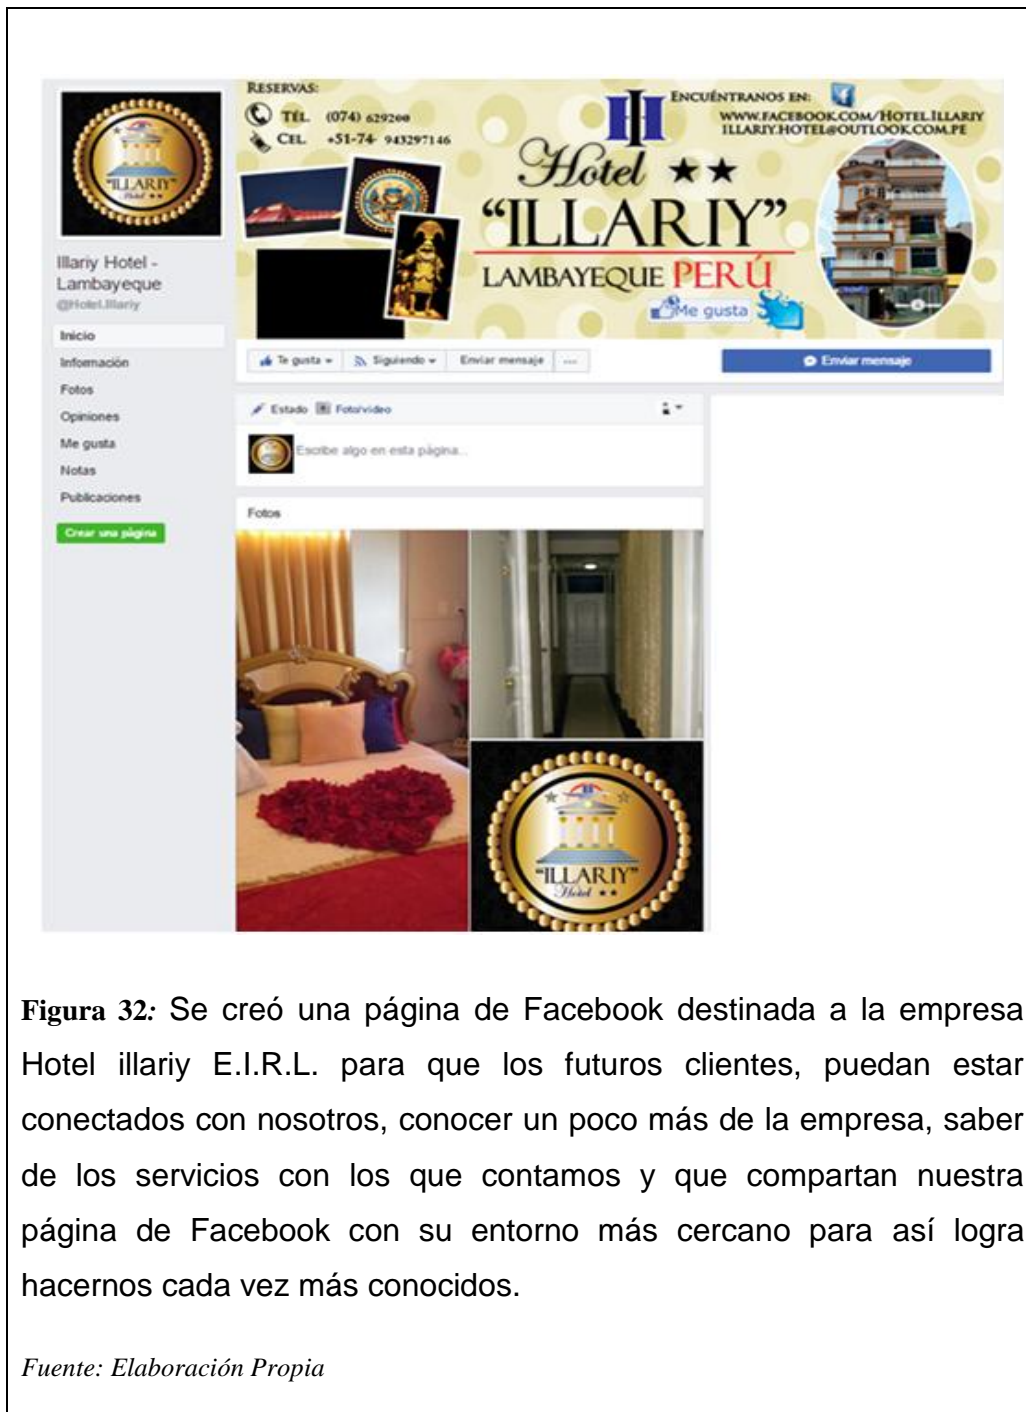 RESERVAS:
TÉL. (074) 629200
CEL. +51-74- 943297146
ENCUÉNTRANOS EN:
WWW.FACEBOOK.COM/HOTEL.ILLARIY
ILLARIY.HOTEL@OUTLOOK.COM.PE
Hotel ★★
"ILLARIY"
LAMBAYEQUE PERÚ
Me gusta
"ILLARIY"
Hotel ★★
Illariy Hotel -
Lambayeque
@Hotel.Illariy
Inicio
Información
Fotos
Opiniones
Me gusta
Notas
Publicaciones
Crear una página
Te gusta
Siguiendo
Enviar mensaje
...
Enviar mensaje
Estado
Foto/vídeo
Escribe algo en esta página...
Fotos
"ILLARIY"
Hotel ★★
Figura 32: Se creó una página de Facebook destinada a la empresa
Hotel illariy E.I.R.L. para que los futuros clientes, puedan estar
conectados con nosotros, conocer un poco más de la empresa, saber
de los servicios con los que contamos y que compartan nuestra
página de Facebook con su entorno más cercano para así logra
hacernos cada vez más conocidos.
Fuente: Elaboración Propia